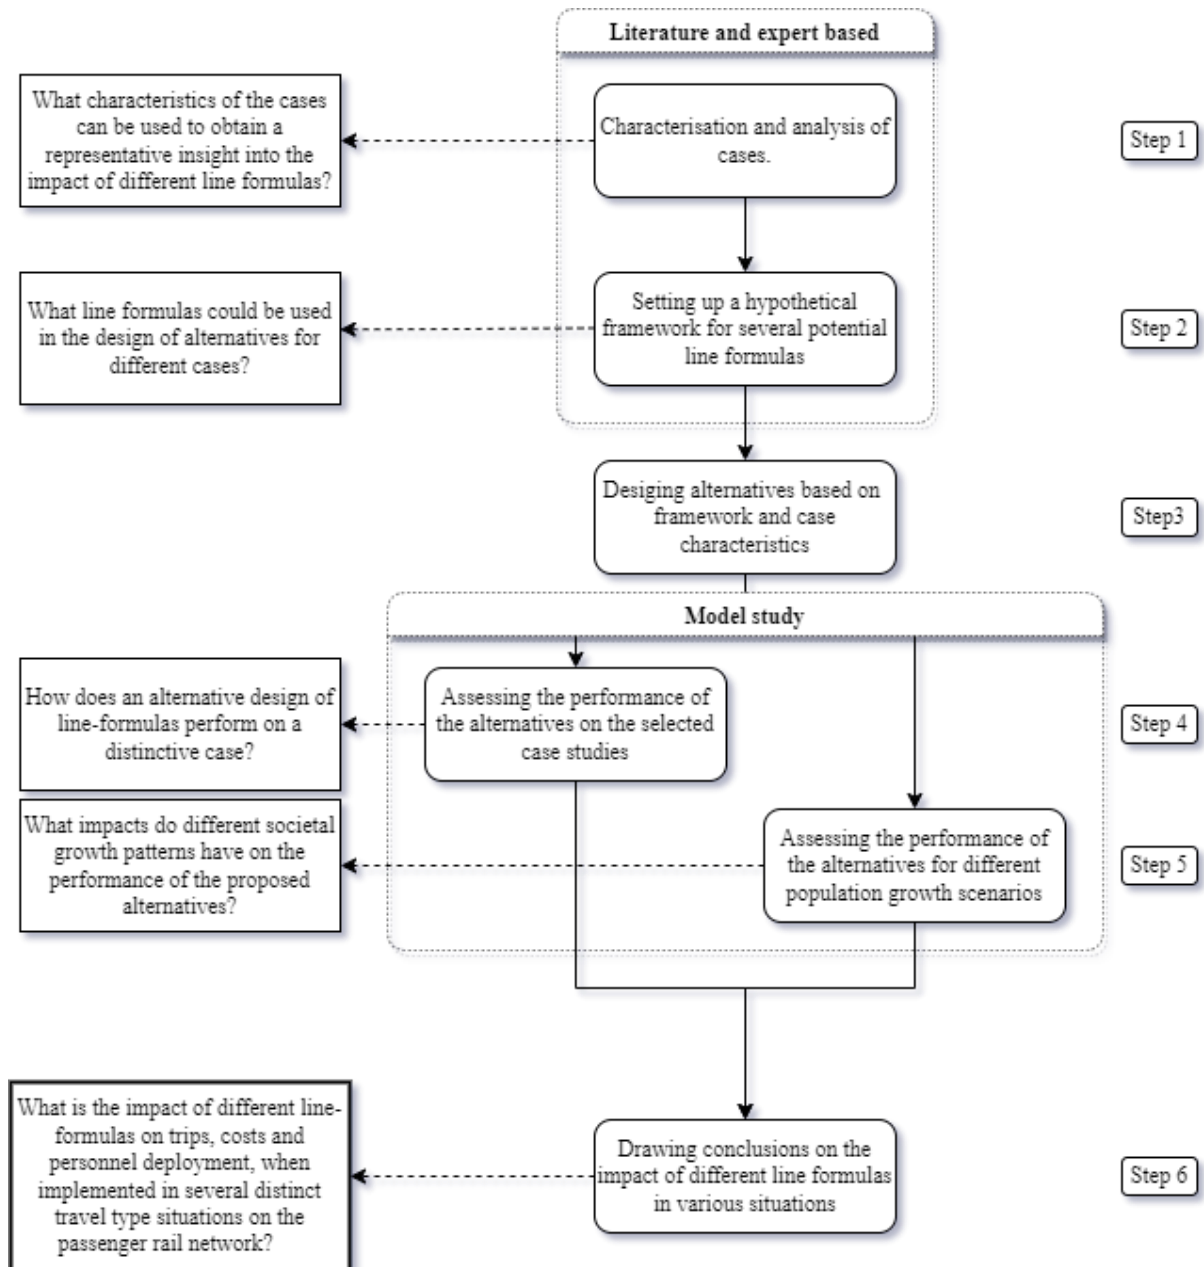 Literature and expert based
What characteristics of the cases
can be used to obtain a
representative insight into the
impact of different line formulas?
Characterisation and analysis of
cases.
Step 1
What line formulas could be used
in the design of alternatives for
different cases?
Setting up a hypothetical
framework for several potential
line formulas
Step 2
Desiging alternatives based on
framework and case
characteristics
Step3
Model study
How does an alternative design of
line-formulas perform on a
distinctive case?
Assessing the performance of
the alternatives on the selected
case studies
Step 4
What impacts do different societal
growth patterns have on the
performance of the proposed
alternatives?
Assessing the performance of
the alternatives for different
population growth scenarios
Step 5
What is the impact of different line-
formulas on trips, costs and
personnel deployment, when
implemented in several distinct
travel type situations on the
passenger rail network?
Drawing conclusions on the
impact of different line formulas
in various situations
Step 6